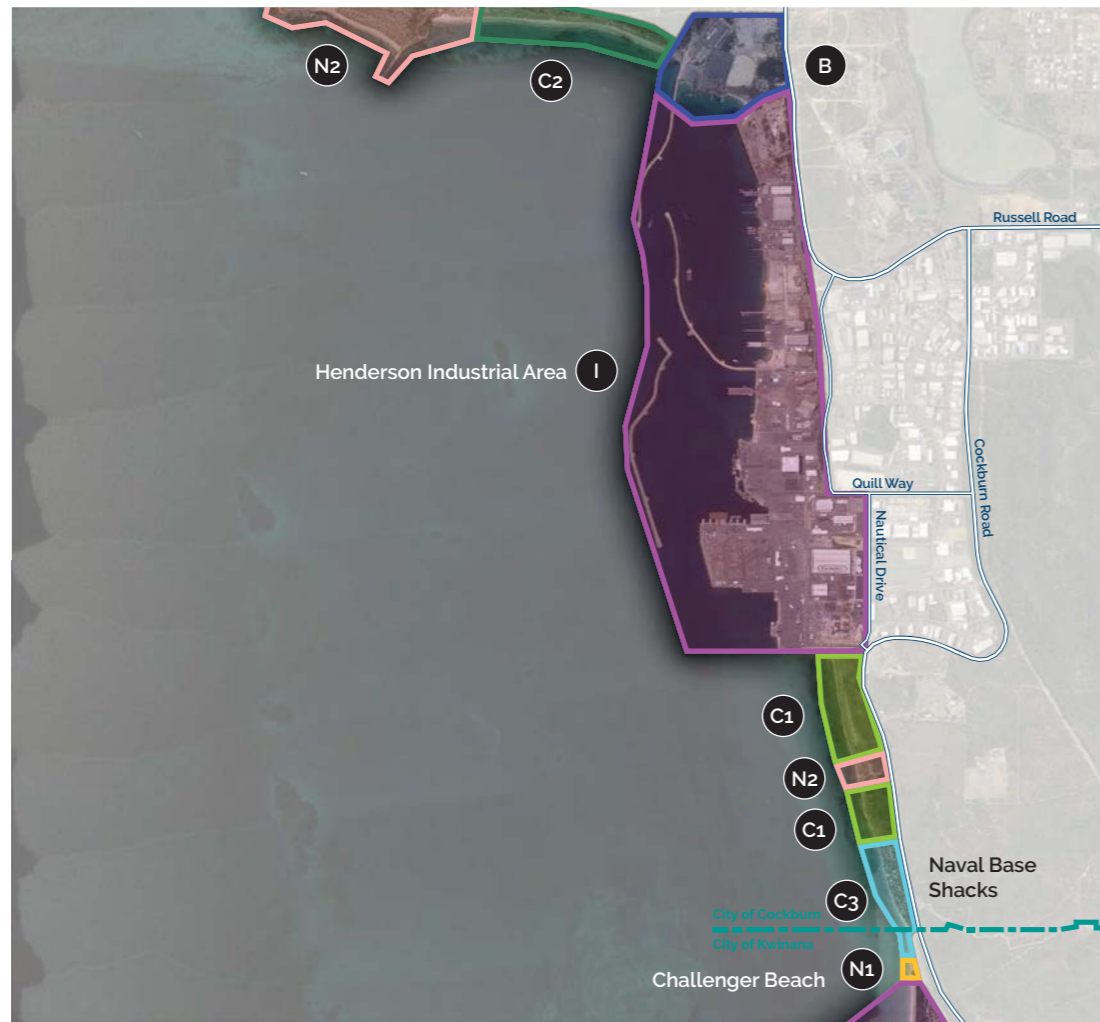 N2
C2
B
Russell Road
Henderson Industrial Area
I
Quill Way
Cockburn Road
Nautical Drive
C1
N2
C1
Naval Base
Shacks
C3
City of Cockburn
City of Kwinana
Challenger Beach
N1